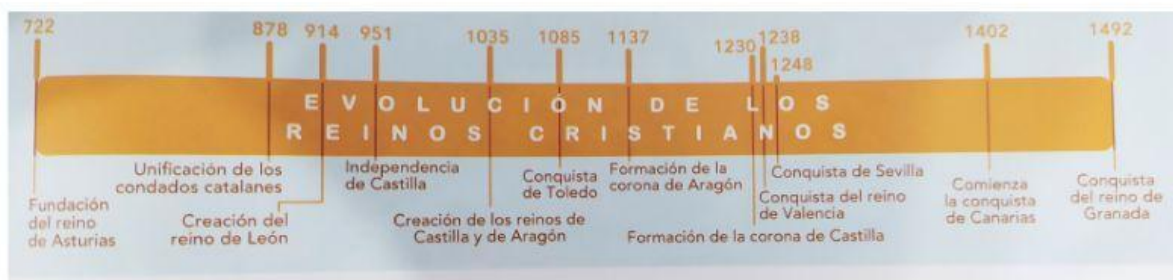 722
878
914
951
1035
1085
1137
1230
1238
1248
1402
1492
EVOLUCIÓN DE LOS
REINOS CRISTIANOS
Fundación
del reino
de Asturias
Unificación de los
condados catalanes
Creación del
reino de León
Independencia
de Castilla
Creación de los reinos de
Castilla y de Aragón
Conquista
de Toledo
Formación de la
corona de Aragón
Formación de la corona de Castilla
Conquista del reino
de Valencia
Conquista de Sevilla
Comienza
la conquista
de Canarias
Conquista
del reino de
Granada